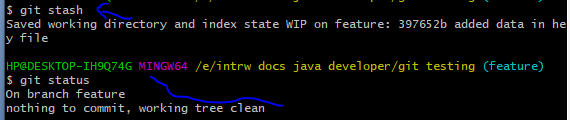 $ git stash
Saved working directory and index state WIP on feature: 397652b added data in he
y file
HP@DESKTOP-IH9Q74G MINGW64 /e/intrw docs java developer/git testing (feature)
$ git status
On branch feature
nothing to commit, working tree clean